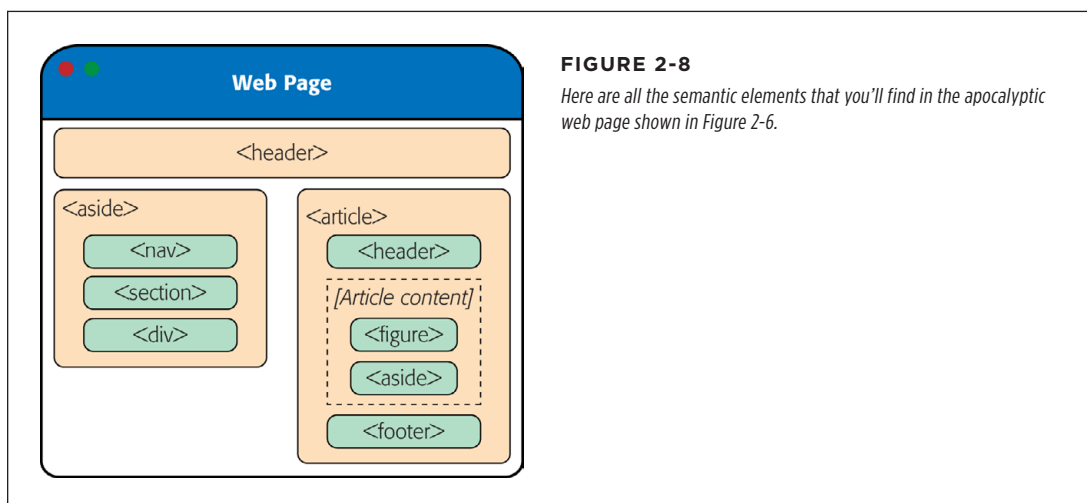 Web Page
<header>
<aside>
<nav>
<section>
<div>
<article>
<header>
[Article content]
<figure>
<aside>
<footer>
FIGURE 2-8
Here are all the semantic elements that you’ll find in the apocalyptic
web page shown in Figure 2-6.